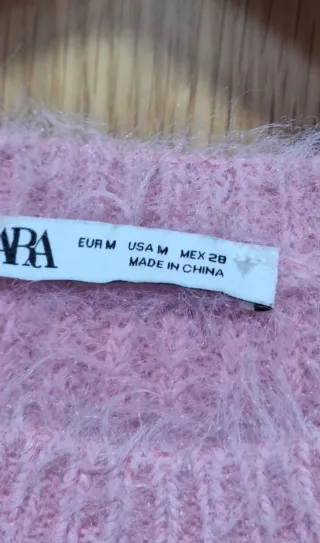 ARA EUR M USA M MEX 28
MADE IN CHINA